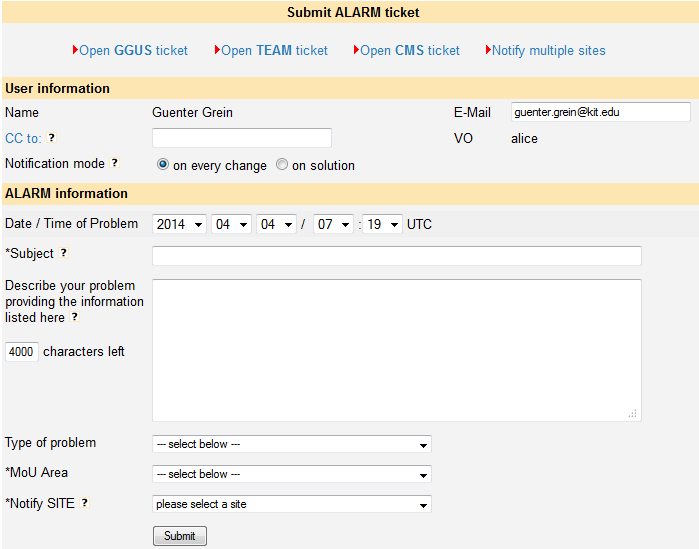 Submit ALARM ticket
Open GGUS ticket Open TEAM ticket Open CMS ticket Notify multiple sites
User information
Name Guenter Grein E-Mail guenter.grein@kit.edu
CC to: ? VO alice
Notification mode ? on every change on solution
ALARM information
Date / Time of Problem 2014 04 04 / 07 : 19 UTC
*Subject ?
Describe your problem
providing the information
listed here ?
4000 characters left
Type of problem --- select below ---
*MoU Area --- select below ---
*Notify SITE ? please select a site
Submit